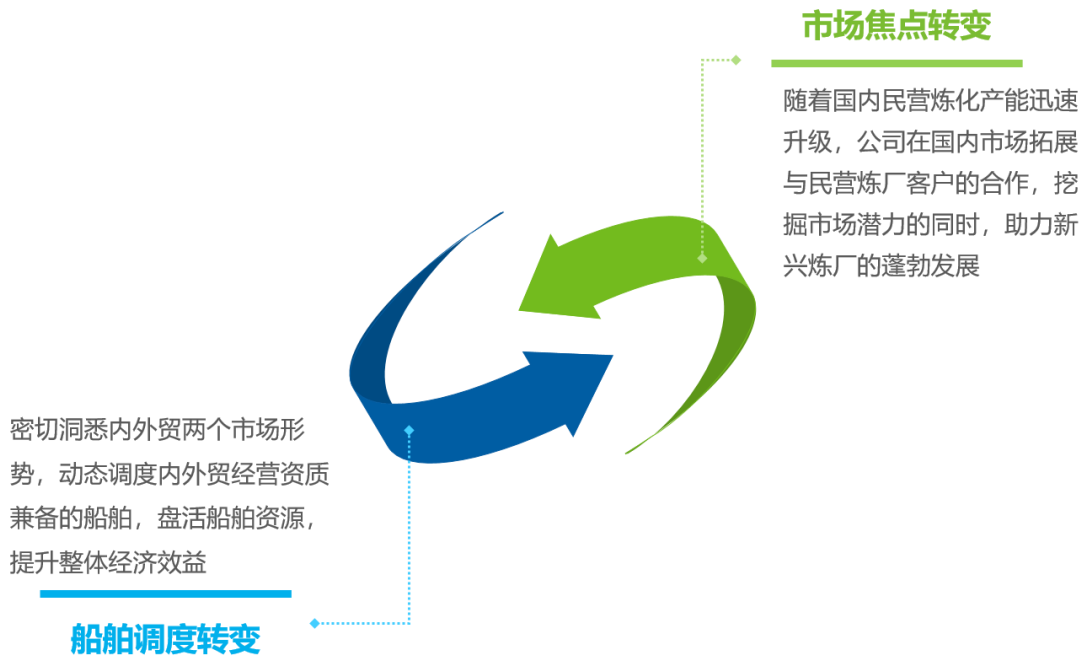 市场焦点转变
随着国内民营炼化产能迅速
升级，公司在国内市场拓展
与民营炼厂客户的合作，挖
掘市场潜力的同时，助力新
兴炼厂的蓬勃发展
密切洞悉内外贸两个市场形
势，动态调度内外贸经营资质
兼备的船舶，盘活船舶资源，
提升整体经济效益
船舶调度转变